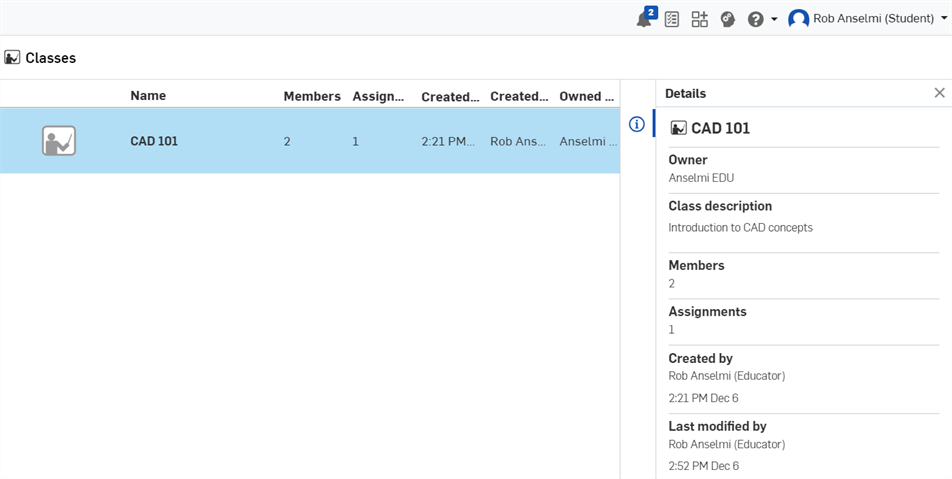 2
Rob Anselmi (Student)
Classes
Name Members Assign... Created... Created... Owned ...
CAD 101 2 1 2:21 PM... Rob Ans... Anselmi ...
Details
CAD 101
Owner
Anselmi EDU
Class description
Introduction to CAD concepts
Members
2
Assignments
1
Created by
Rob Anselmi (Educator)
2:21 PM Dec 6
Last modified by
Rob Anselmi (Educator)
2:52 PM Dec 6